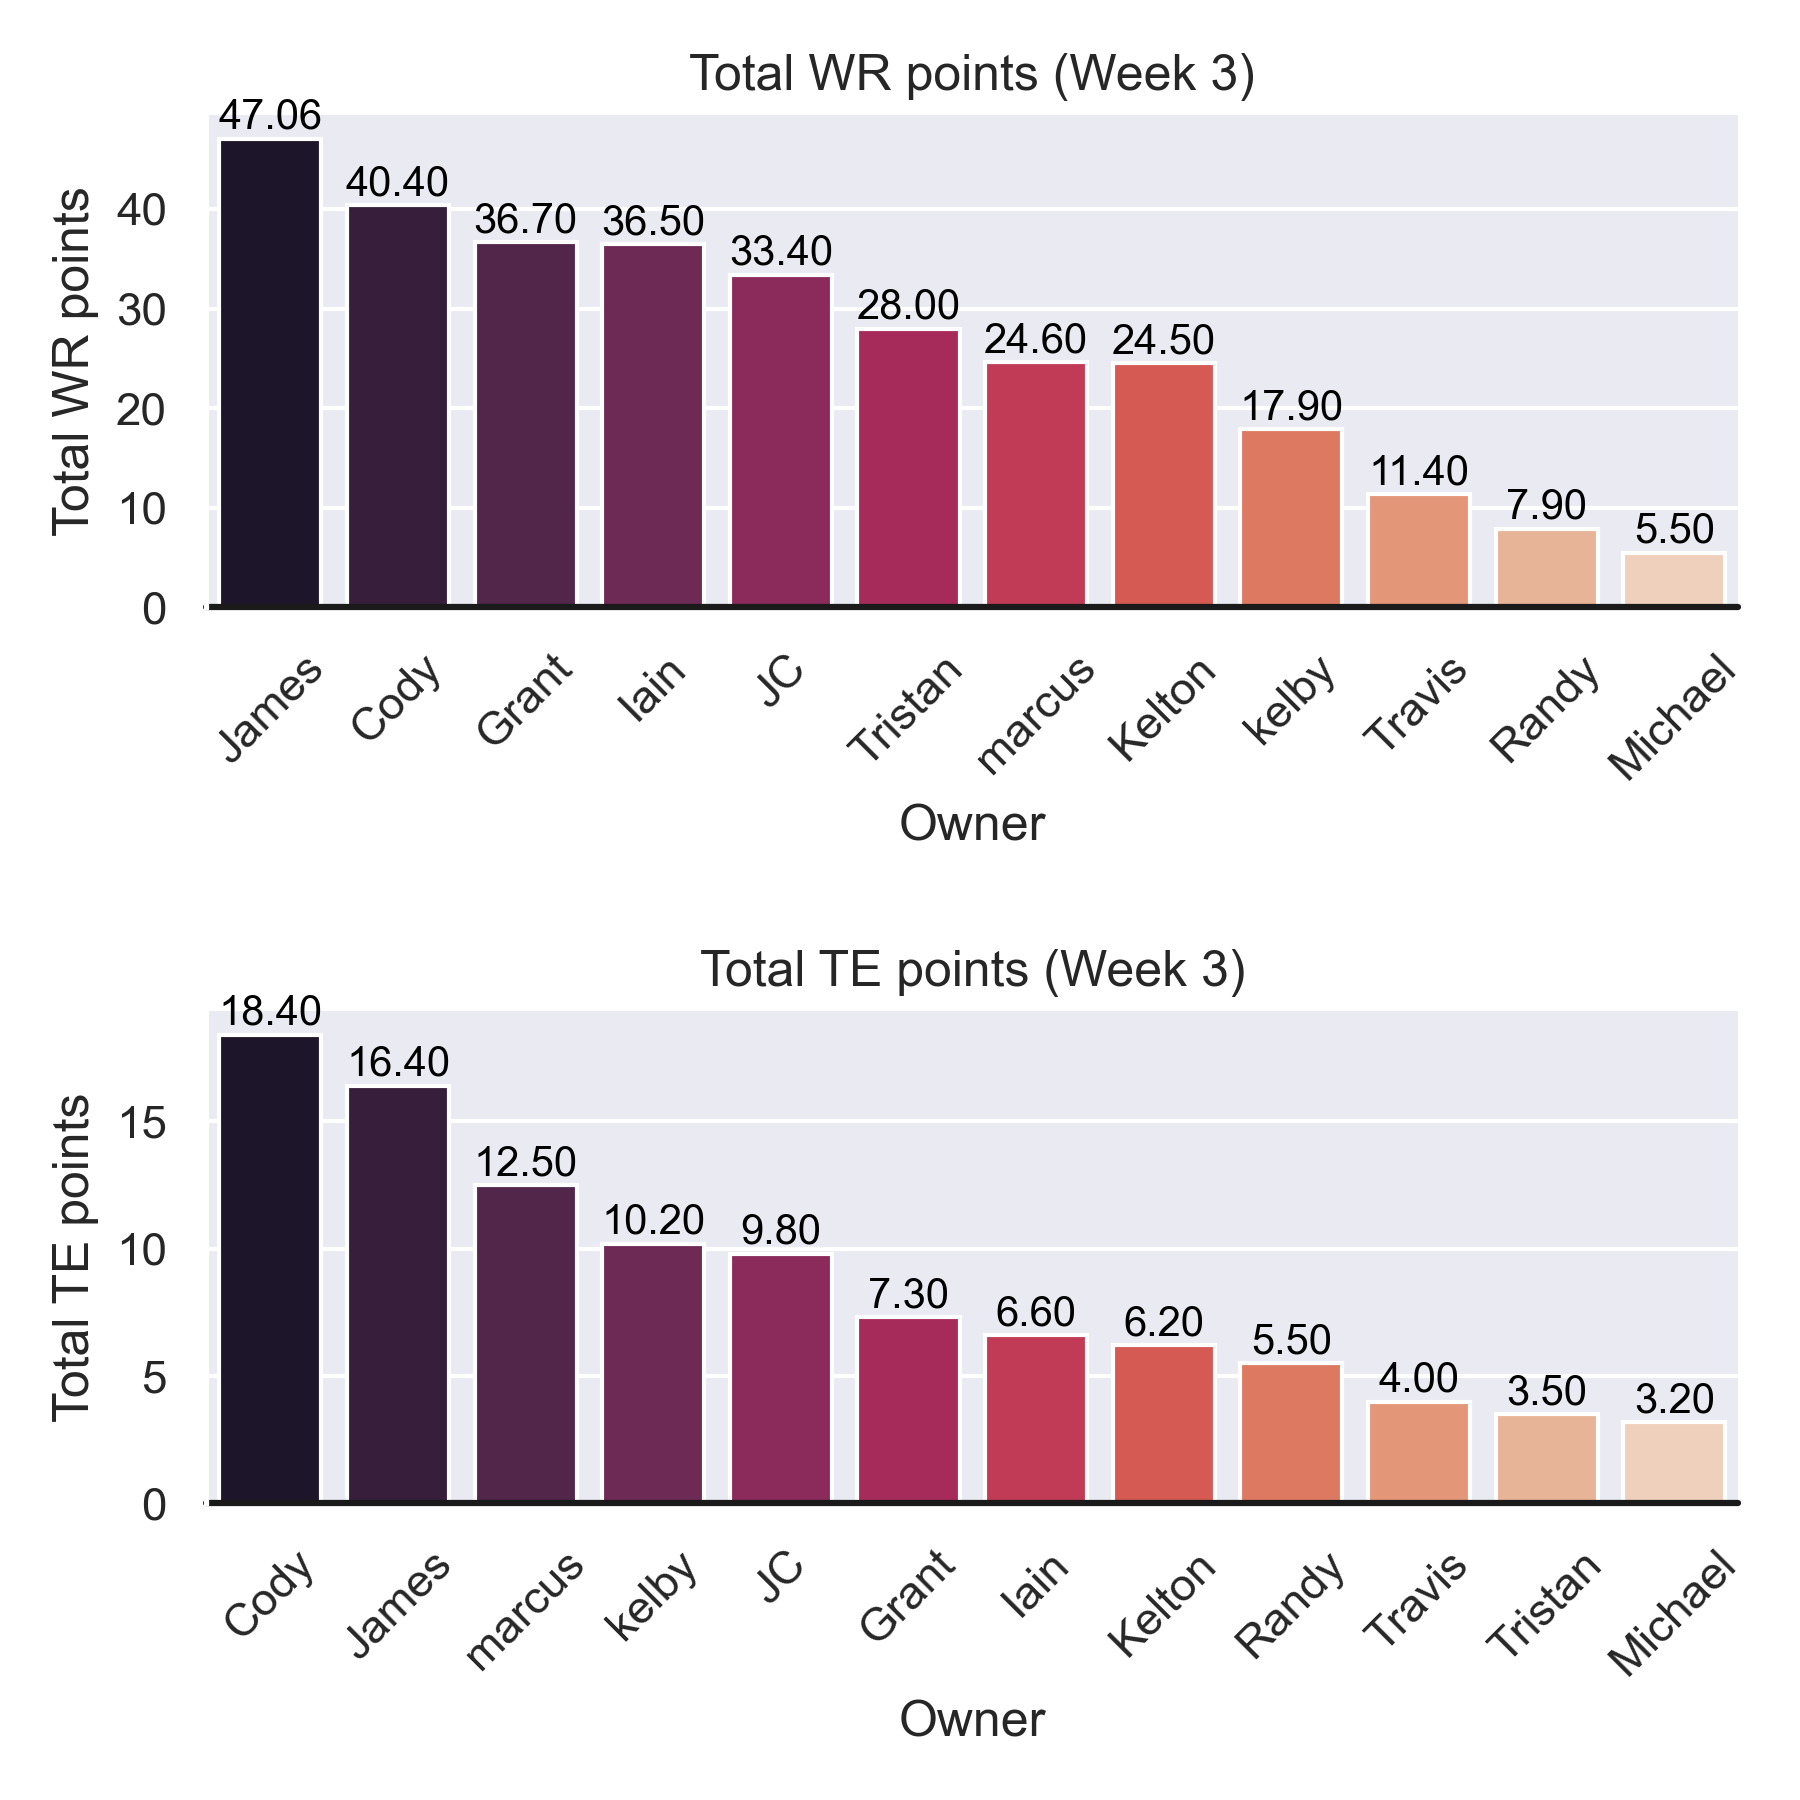 Total WR points (Week 3)
Total WR points
47.06
40.40
36.70
36.50
33.40
28.00
24.60
24.50
17.90
11.40
7.90
5.50
40
30
20
10
0
James
Cody
Grant
Iain
JC
Tristan
marcus
Kelton
kelby
Travis
Randy
Michael
Owner
Total TE points (Week 3)
Total TE points
18.40
16.40
12.50
10.20
9.80
7.30
6.60
6.20
5.50
4.00
3.50
3.20
15
10
5
0
Cody
James
marcus
kelby
JC
Grant
Iain
Kelton
Randy
Travis
Tristan
Michael
Owner